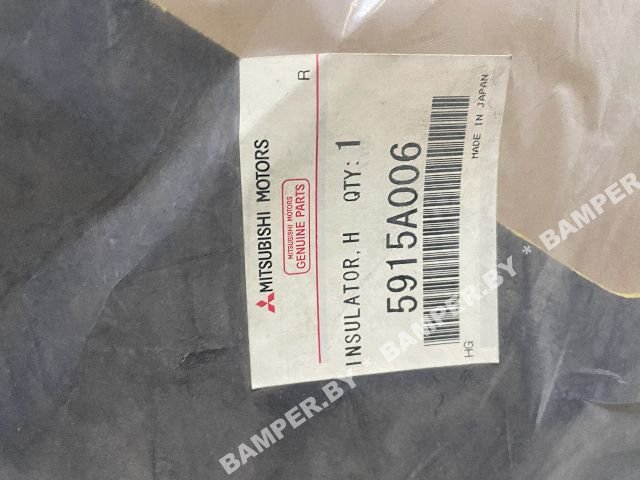 R
MITSUBISHI MOTORS
MITSUBISHI MOTORS
GENUINE PARTS
INSULATOR, H QTY: 1
5915A006
MADE IN JAPAN
HG
BAMPER.BY * BAMPER.BY * BAMPER.BY
BAMPER.BY